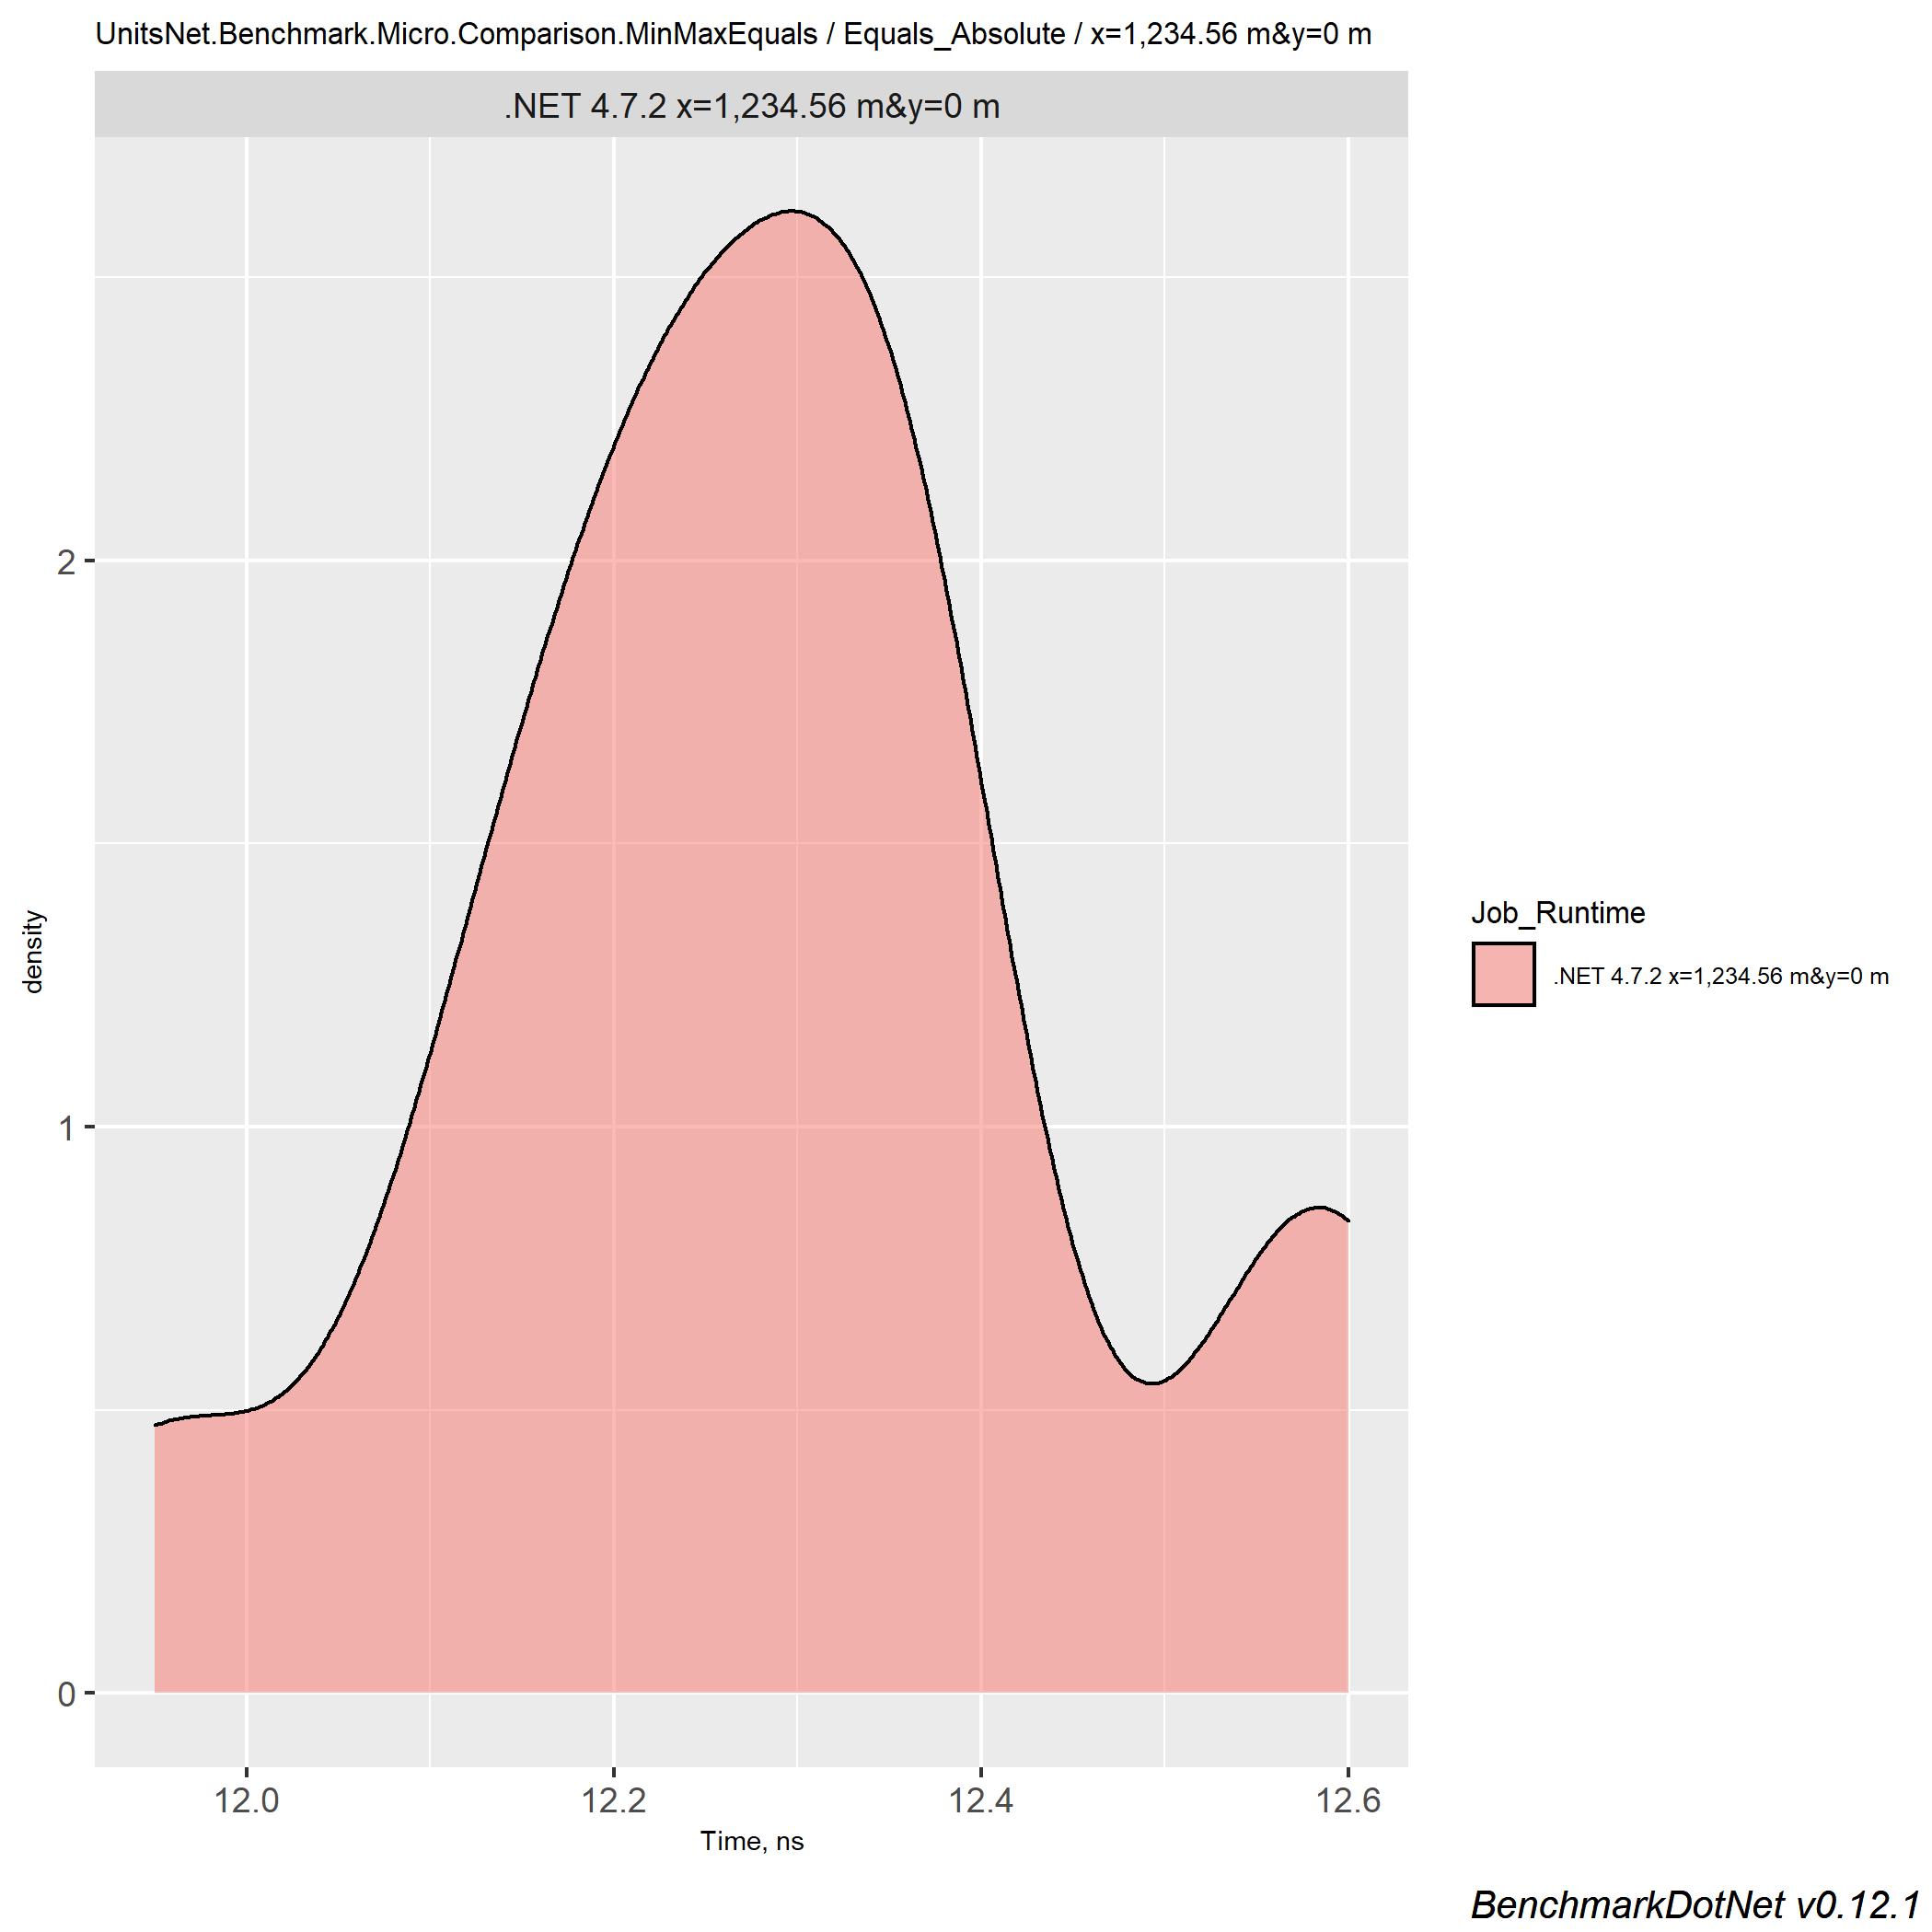 UnitsNet.Benchmark.Micro.Comparison.MinMaxEquals / Equals_Absolute / x=1,234.56 m&y=0 m
.NET 4.7.2 x=1,234.56 m&y=0 m
2
1
0
density
12.0
12.2
12.4
12.6
Time, ns
Job_Runtime
.NET 4.7.2 x=1,234.56 m&y=0 m
BenchmarkDotNet v0.12.1